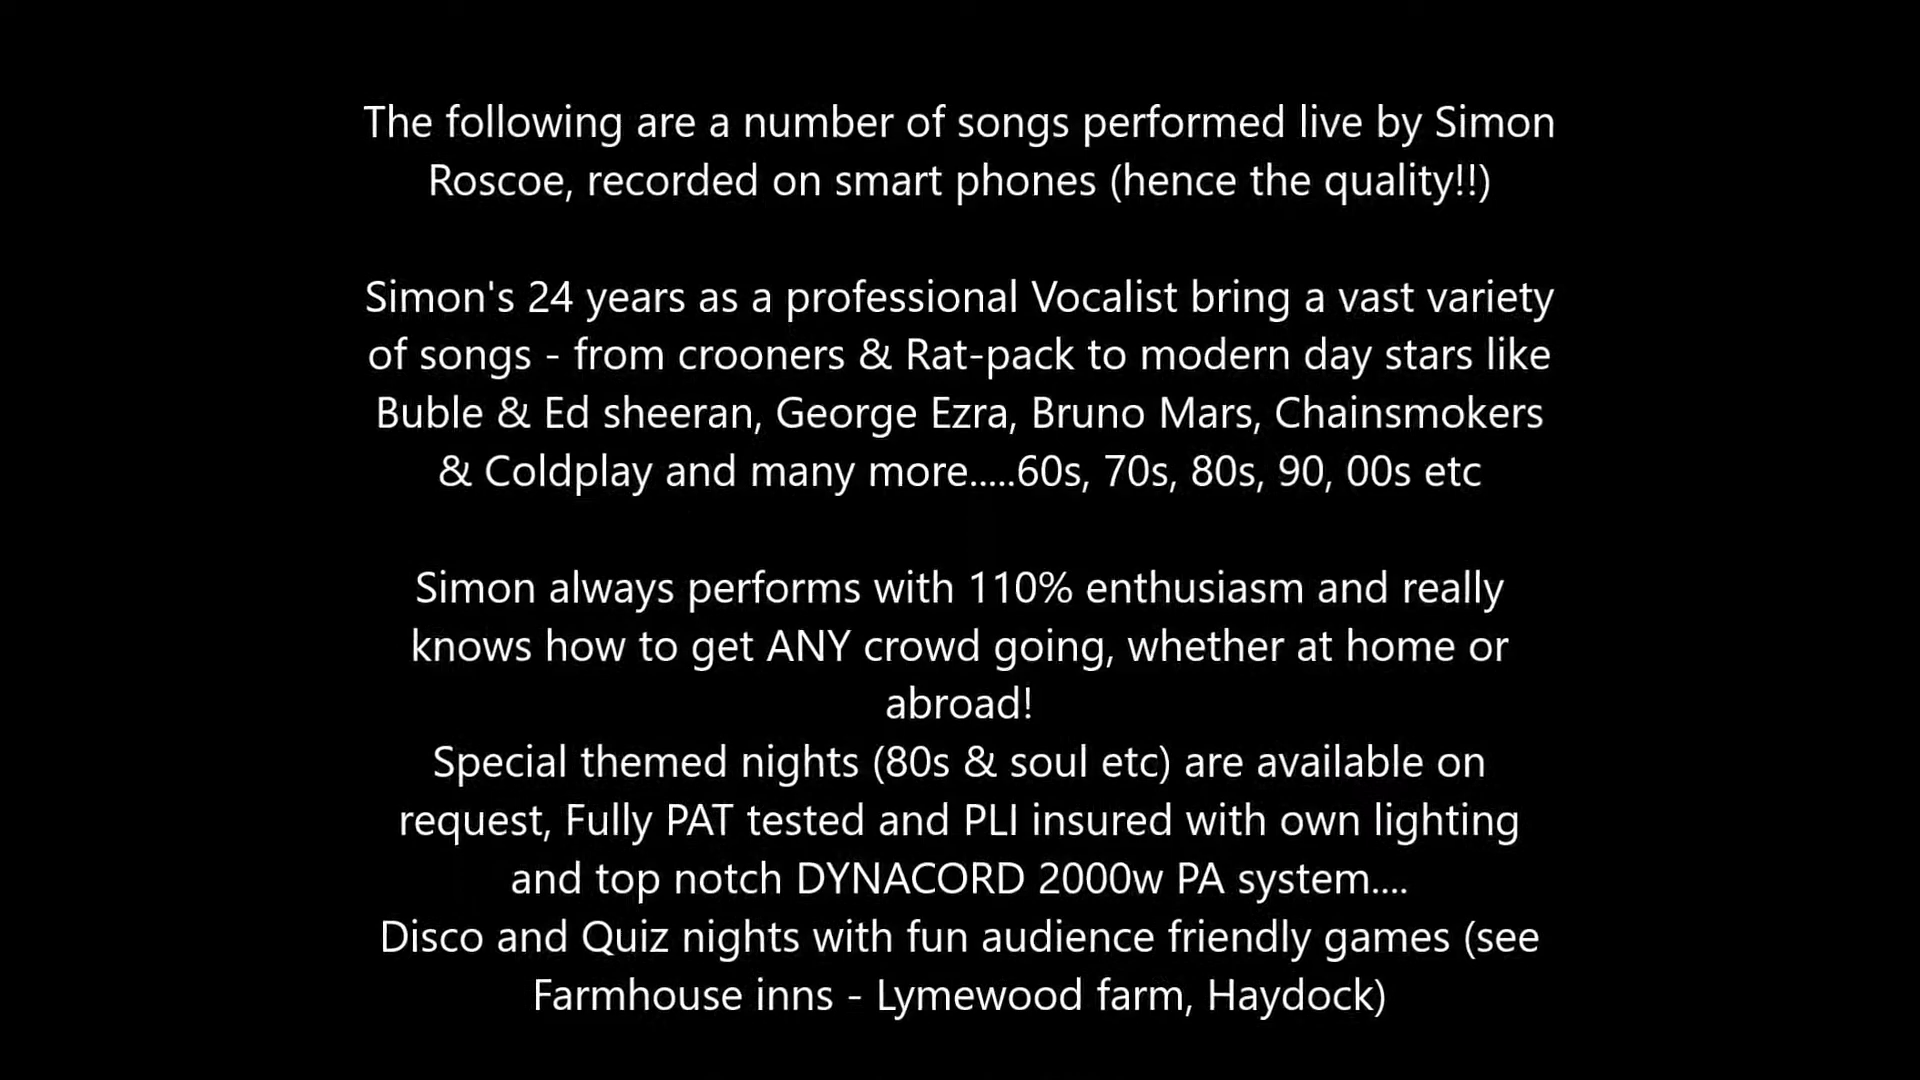 The following are a number of songs performed live by Simon
Roscoe, recorded on smart phones (hence the quality!!)
Simon's 24 years as a professional Vocalist bring a vast variety
of songs - from crooners & Rat-pack to modern day stars like
Buble & Ed sheeran, George Ezra, Bruno Mars, Chainsmokers
& Coldplay and many more.....60s, 70s, 80s, 90, 00s etc
Simon always performs with 110% enthusiasm and really
knows how to get ANY crowd going, whether at home or
abroad!
Special themed nights (80s & soul etc) are available on
request, Fully PAT tested and PLI insured with own lighting
and top notch DYNACORD 2000w PA system....
Disco and Quiz nights with fun audience friendly games (see
Farmhouse inns - Lymewood farm, Haydock)